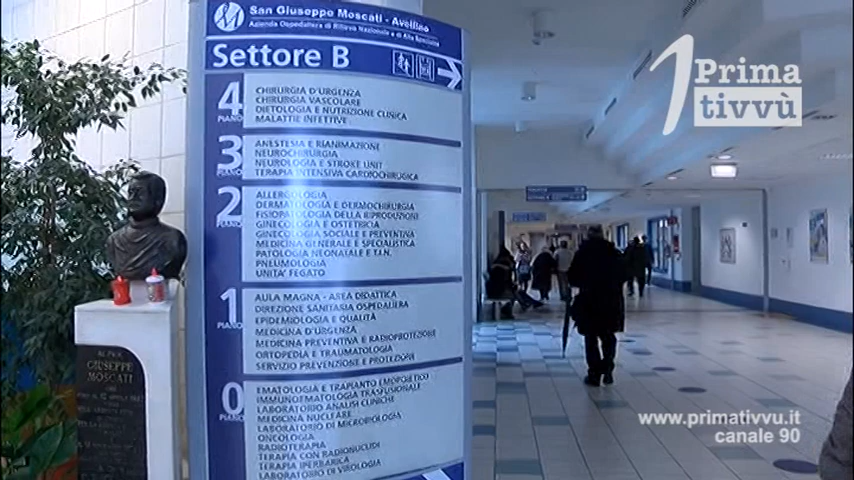 San Giuseppe Moscati - Avellino
Azienda Ospedaliera di Rilievo Nazionale e di Alta Specialità
Settore B
4
PIANO
CHIRURGIA D'URGENZA
CHIRURGIA VASCOLARE
DIETOLOGIA E NUTRIZIONE CLINICA
MALATTIE INFETTIVE
3
PIANO
ANESTESIA E RIANIMAZIONE
NEUROCHIRURGIA
NEUROLOGIA E STROKE UNIT
TERAPIA INTENSIVA CARDIOCHIRURGICA
2
PIANO
ALLERGOLOGIA
DERMATOLOGIA E DERMOCHIRURGIA
FISIOPATOLOGIA DELLA RIPRODUZIONE
GINECOLOGIA E OSTETRICIA
GINECOLOGIA SOCIALE E PREVENTIVA
MEDICINA GENERALE E SPECIALISTICA
PATOLOGIA NEONATALE E T.I.N.
PNEUMOLOGIA
UNITA' FEGATO
1
PIANO
AULA MAGNA - AREA DIDATTICA
DIREZIONE SANITARIA OSPEDALIERA
EPIDEMIOLOGIA E QUALITÀ
MEDICINA D'URGENZA
MEDICINA PREVENTIVA E RADIOPROTEZIONE
ORTOPEDIA E TRAUMATOLOGIA
SERVIZIO PREVENZIONE E PROTEZIONE
0
PIANO
EMATOLOGIA E TRAPIANTO EMOPOIETICO
IMMUNOEMATOLOGIA TRASFUSIONALE
LABORATORIO ANALISI CLINICHE
MEDICINA NUCLEARE
LABORATORIO DI MICROBIOLOGIA
ONCOLOGIA
RADIOTERAPIA
TERAPIA CON RADIONUCLIDI
TERAPIA IPERBARICA
LABORATORIO DI VIROLOGIA
GIUSEPPE
MOSCATI
1 Prima
tivvù
www.primativvu.it
canale 90